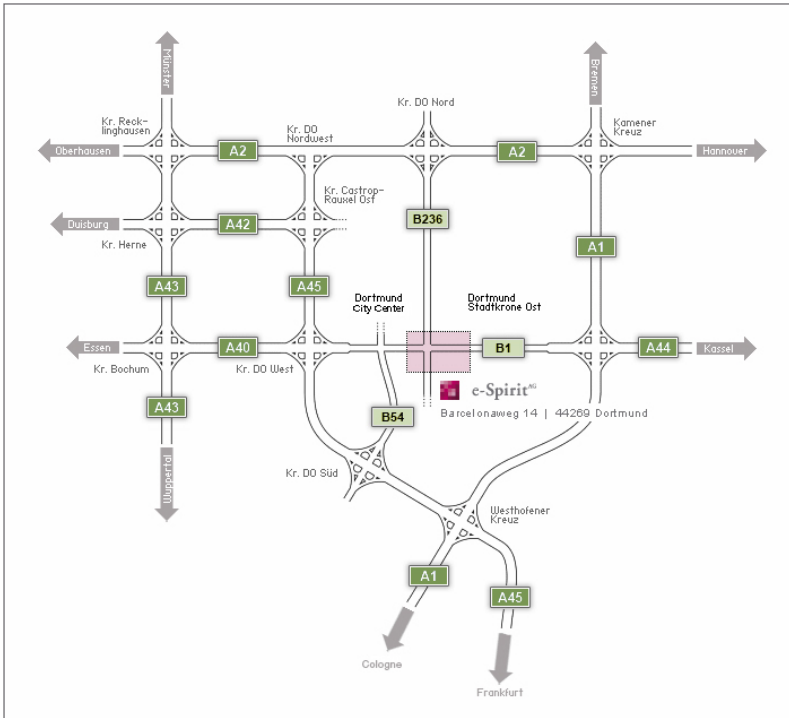 Münster
Bremen
Kr. Reck-
linghausen
Kr. DO
Nordwest
Kr. DO Nord
Kamener
Kreuz
Oberhausen
A2
A2
Hannover
Kr. Castrop-
Rauxel Ost
Duisburg
A42
B236
Kr. Herne
A1
A43
A45
Dortmund
City Center
Dortmund
Stadtkrone Ost
Essen
A40
B1
A44
Kassel
Kr. Bochum
Kr. DO West
e-Spirit AG
A43
B54
Barcelonaweg 14 | 44269 Dortmund
Kr. DO Süd
Wuppertal
Westhofener
Kreuz
A1
A45
Cologne
Frankfurt